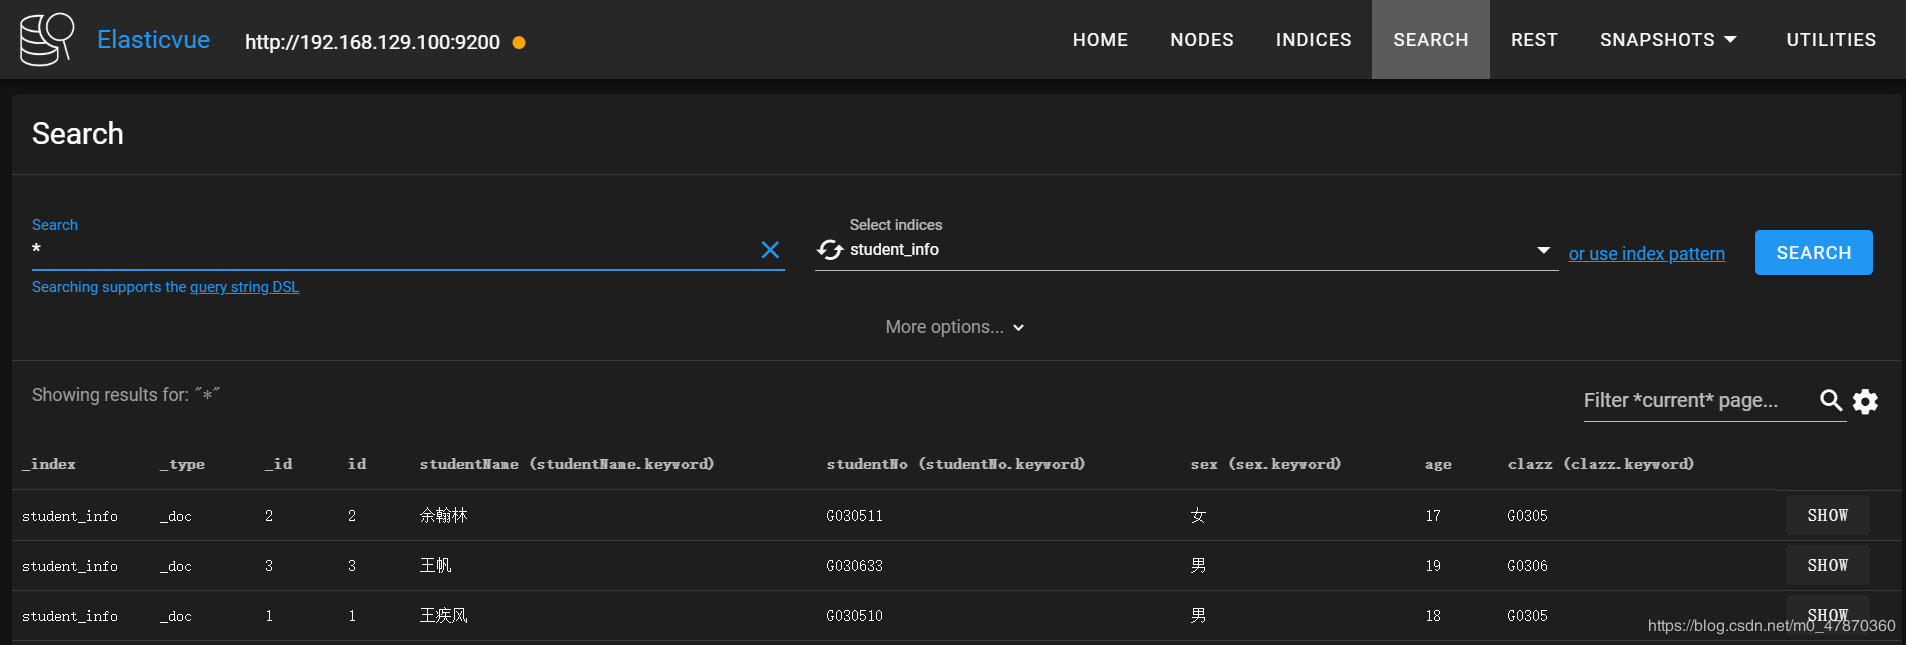 Elasticvue http://192.168.129.100:9200 HOME NODES INDICES SEARCH REST SNAPSHOTS UTILITIES
Search
Search Select indices
* student_info or use index pattern SEARCH
Searching supports the query string DSL
More options...
Showing results for: "*" Filter *current* page...
_index _type _id id studentName (studentName.keyword) studentNo (studentNo.keyword) sex (sex.keyword) age clazz (clazz.keyword)
student_info _doc 2 2 余翰林 G030511 女 17 G0305 SHOW
student_info _doc 3 3 王帆 G030633 男 19 G0306 SHOW
student_info _doc 1 1 王疾风 G030510 男 18 G0305 SHOW
https://blog.csdn.net/m0_47870360